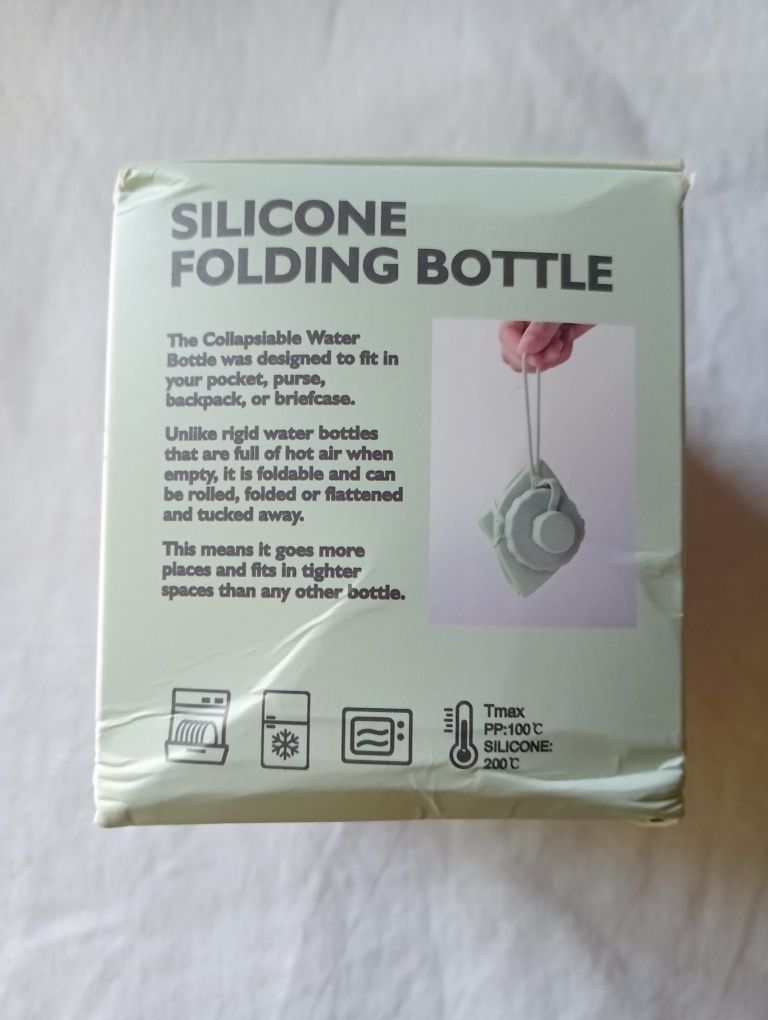 SILICONE
FOLDING BOTTLE
The Collapsiable Water
Bottle was designed to fit in
your pocket, purse,
backpack, or briefcase.
Unlike rigid water bottles
that are full of hot air when
empty, it is foldable and can
be rolled, folded or flattened
and tucked away.
This means it goes more
places and fits in tighter
spaces than any other bottle.
Tmax
PP:100℃
SILICONE:
200℃